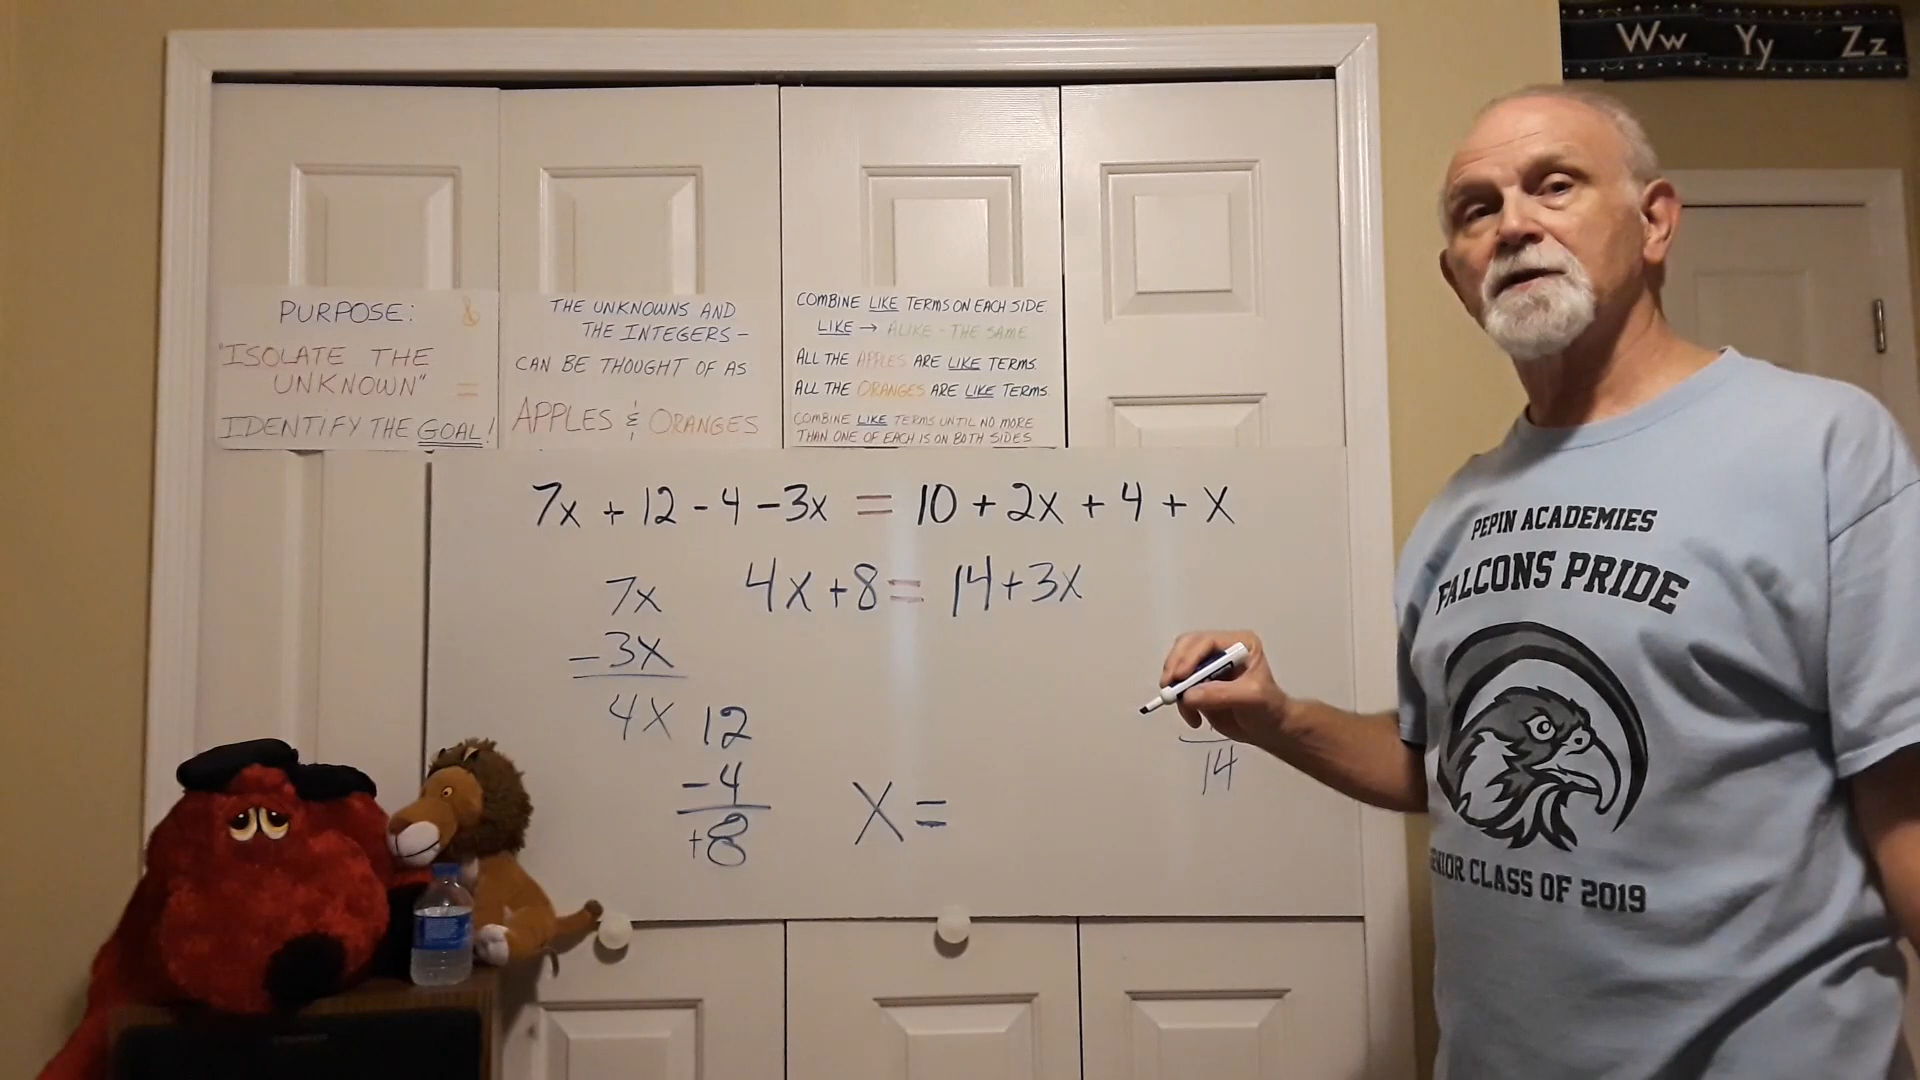 Ww Yy Zz
PURPOSE: &
"ISOLATE THE
UNKNOWN" =
IDENTIFY THE GOAL!
THE UNKNOWNS AND
THE INTEGERS -
CAN BE THOUGHT OF AS
APPLES & ORANGES
COMBINE LIKE TERMS ON EACH SIDE
LIKE → ALIKE - THE SAME
ALL THE APPLES ARE LIKE TERMS.
ALL THE ORANGES ARE LIKE TERMS.
COMBINE LIKE TERMS UNTIL NO MORE
THAN ONE OF EACH IS ON BOTH SIDES
7x + 12 - 4 - 3x = 10 + 2x + 4 + x
4x + 8 = 14 + 3x
7x
- 3x
4x
12
- 4
+8
x =
14
PEPIN ACADEMIES
FALCONS PRIDE
CLASS OF 2019